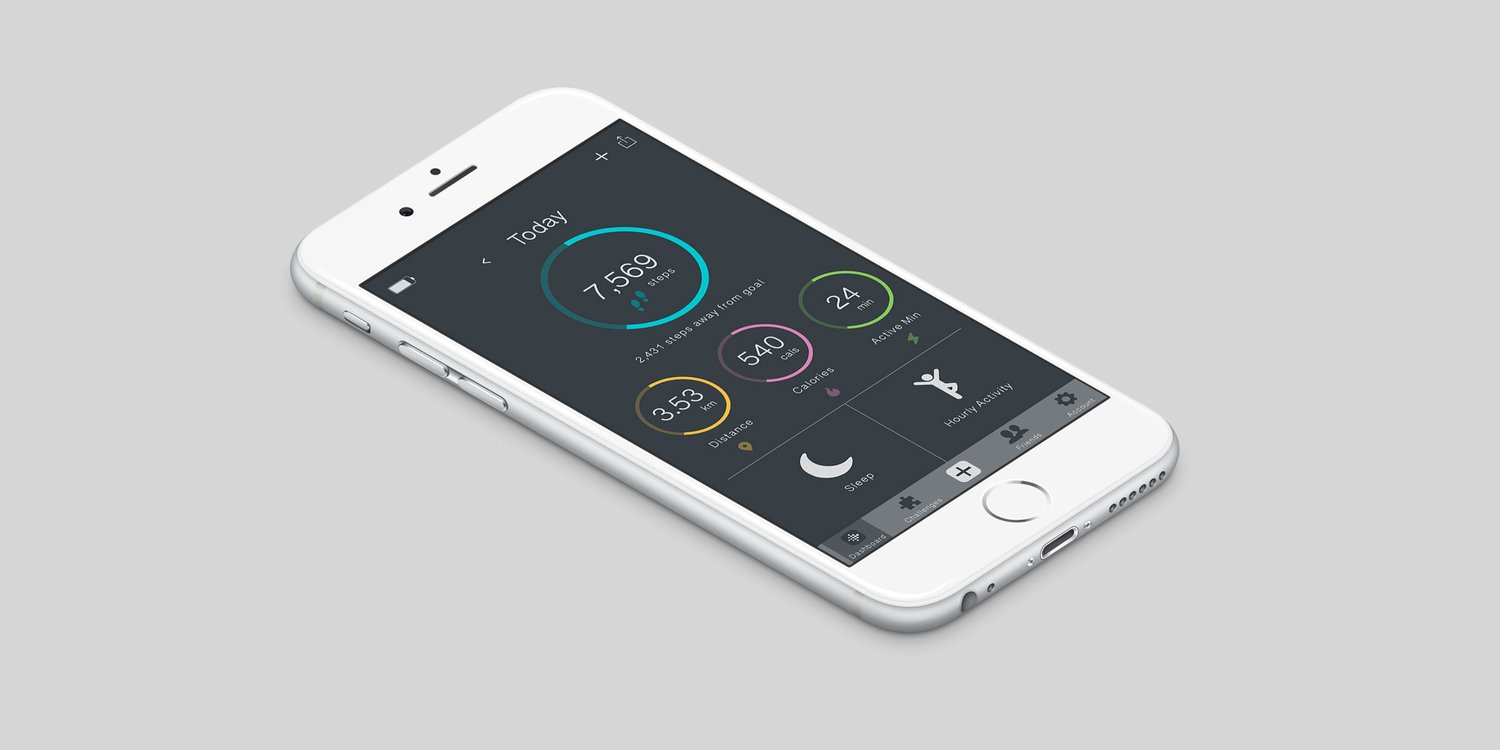 Today
7,569
steps
2,431 steps away from goal
3.53
km
Distance
540
cals
Calories
24
min
Active Min
Sleep
Hourly Activity
Dashboard
Challenges
Friends
Account